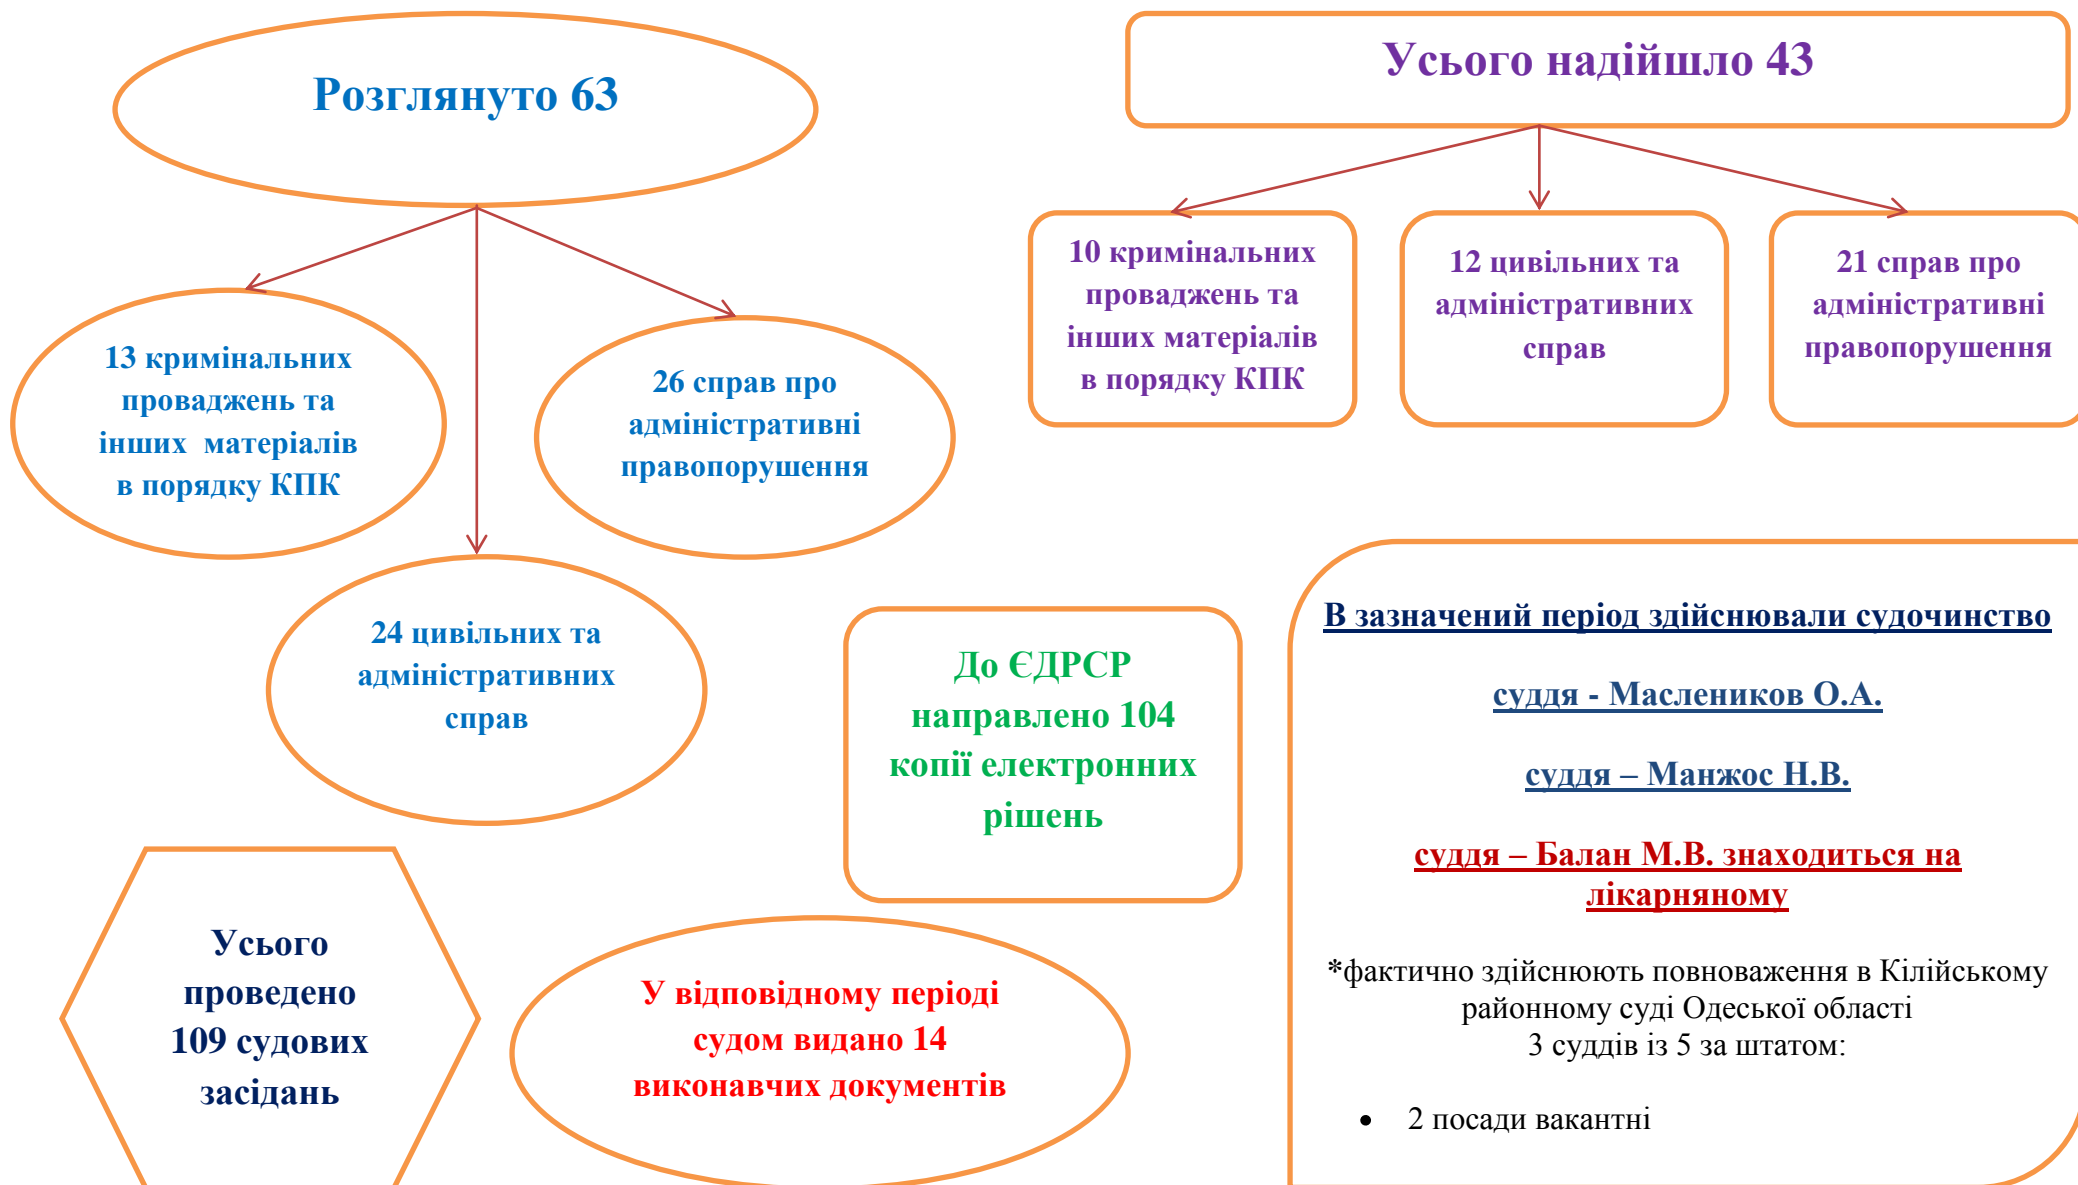 Розглянуто 63
13 кримінальних
проваджень та
інших  матеріалів
в порядку КПК
26 справ про
адміністративні
правопорушення
24 цивільних та
адміністративних
справ
Усього надійшло 43
10 кримінальних
проваджень та
інших матеріалів
в порядку КПК
12 цивільних та
адміністративних
справ
21 справ про
адміністративні
правопорушення
До ЄДРСР
направлено 104
копії електронних
рішень
Усього
проведено
109 судових
засідань
У відповідному періоді
судом видано 14
виконавчих документів
В зазначений період здійснювали судочинство
суддя - Маслеников О.А.
суддя – Манжос Н.В.
суддя – Балан М.В. знаходиться на
лікарняному
*фактично здійснюють повноваження в Кілійському
районному суді Одеської області
3 суддів із 5 за штатом:
• 2 посади вакантні